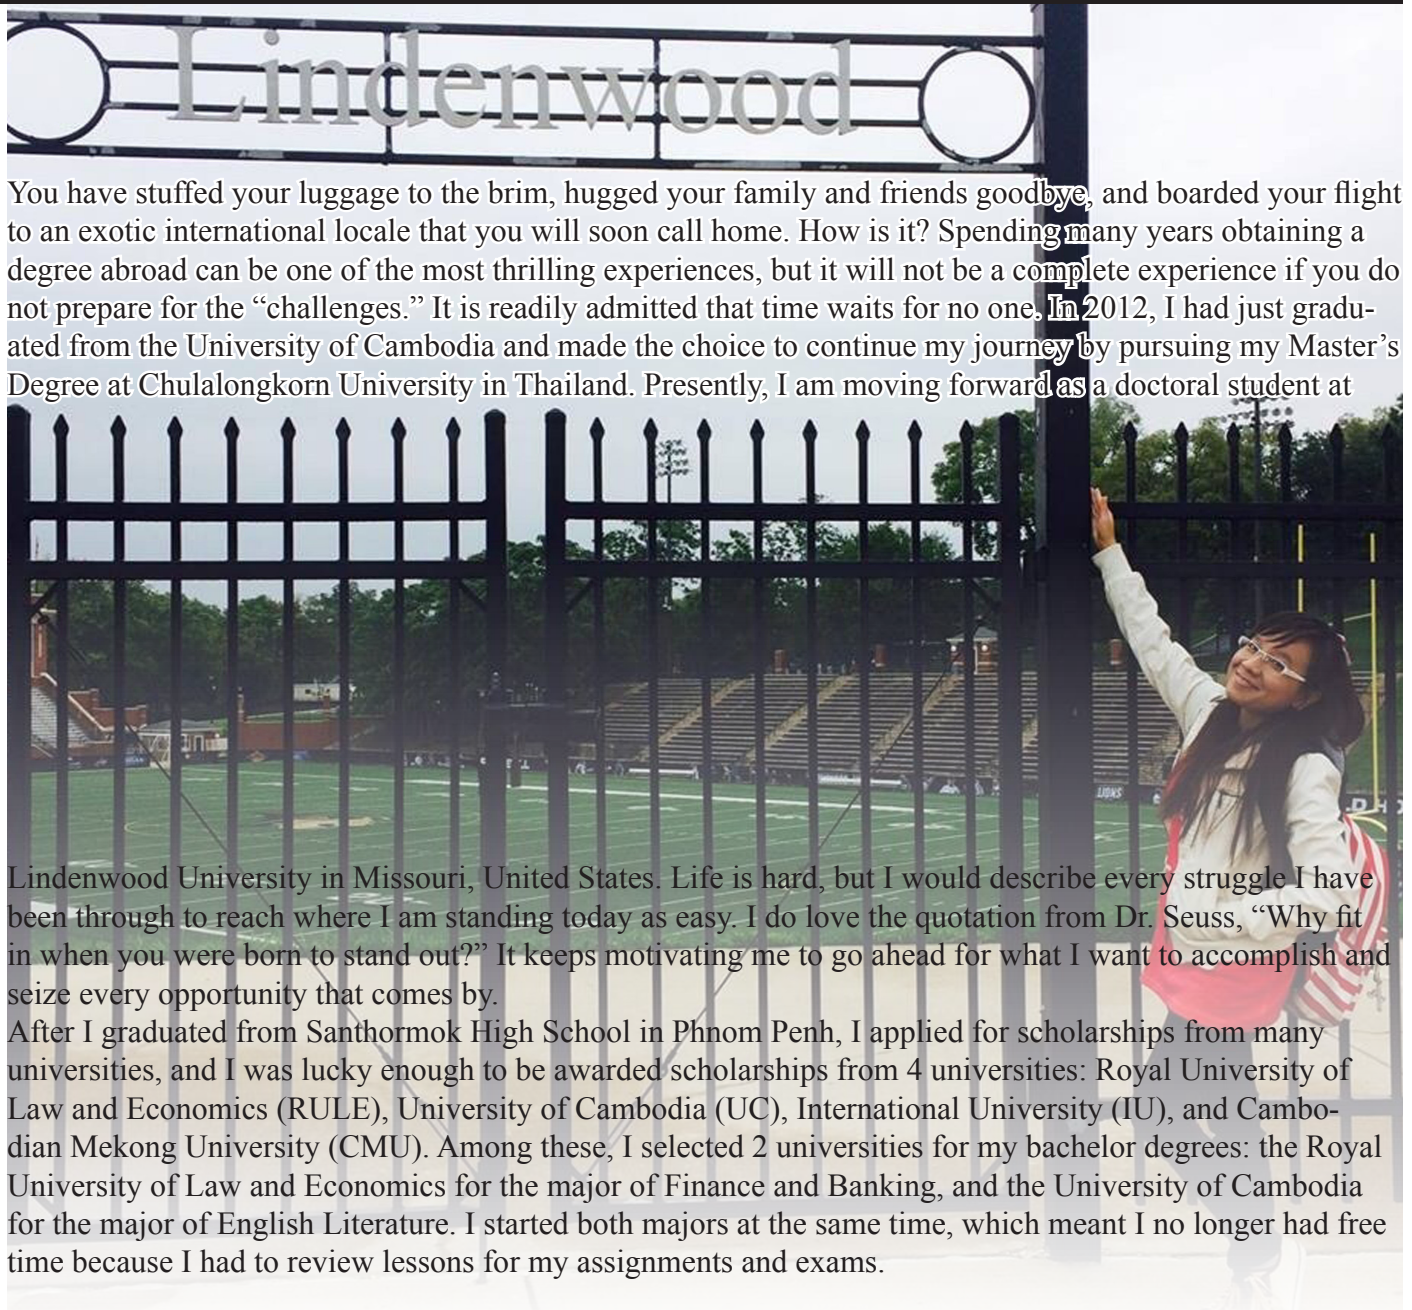 Lindenwood
You have stuffed your luggage to the brim, hugged your family and friends goodbye, and boarded your flight
to an exotic international locale that you will soon call home. How is it? Spending many years obtaining a
degree abroad can be one of the most thrilling experiences, but it will not be a complete experience if you do
not prepare for the “challenges.” It is readily admitted that time waits for no one. In 2012, I had just gradu-
ated from the University of Cambodia and made the choice to continue my journey by pursuing my Master’s
Degree at Chulalongkorn University in Thailand. Presently, I am moving forward as a doctoral student at
LIONS
Lindenwood University in Missouri, United States. Life is hard, but I would describe every struggle I have
been through to reach where I am standing today as easy. I do love the quotation from Dr. Seuss, “Why fit
in when you were born to stand out?” It keeps motivating me to go ahead for what I want to accomplish and
seize every opportunity that comes by.
After I graduated from Santhormok High School in Phnom Penh, I applied for scholarships from many
universities, and I was lucky enough to be awarded scholarships from 4 universities: Royal University of
Law and Economics (RULE), University of Cambodia (UC), International University (IU), and Cambo-
dian Mekong University (CMU). Among these, I selected 2 universities for my bachelor degrees: the Royal
University of Law and Economics for the major of Finance and Banking, and the University of Cambodia
for the major of English Literature. I started both majors at the same time, which meant I no longer had free
time because I had to review lessons for my assignments and exams.